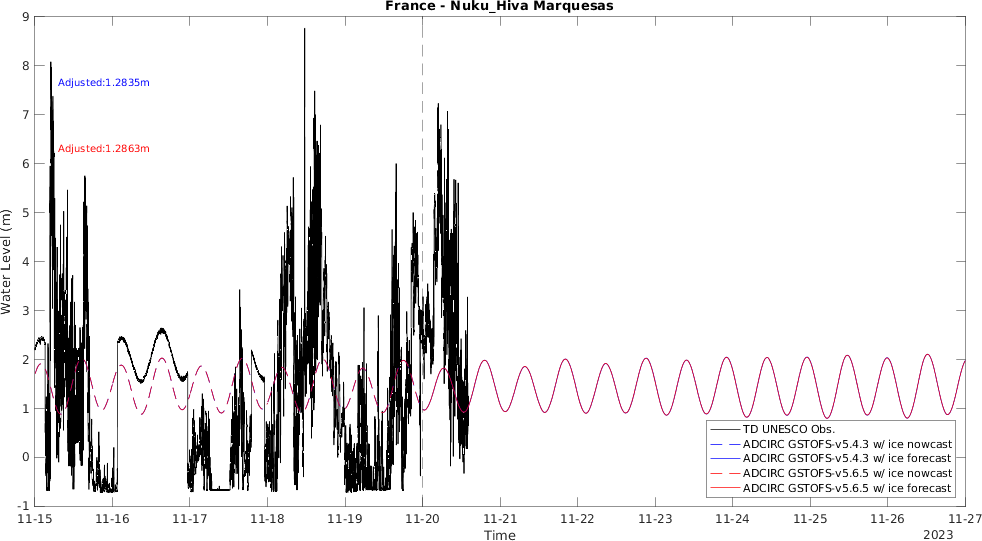 France - Nuku_Hiva Marquesas
9
8
7
6
5
4
3
2
1
0
-1
Water Level (m)
Adjusted:1.2835m
Adjusted:1.2863m
TD UNESCO Obs.
ADCIRC GSTOFS-v5.4.3 w/ ice nowcast
ADCIRC GSTOFS-v5.4.3 w/ ice forecast
ADCIRC GSTOFS-v5.6.5 w/ ice nowcast
ADCIRC GSTOFS-v5.6.5 w/ ice forecast
11-15 11-16 11-17 11-18 11-19 11-20 11-21 11-22 11-23 11-24 11-25 11-26 11-27
Time
2023